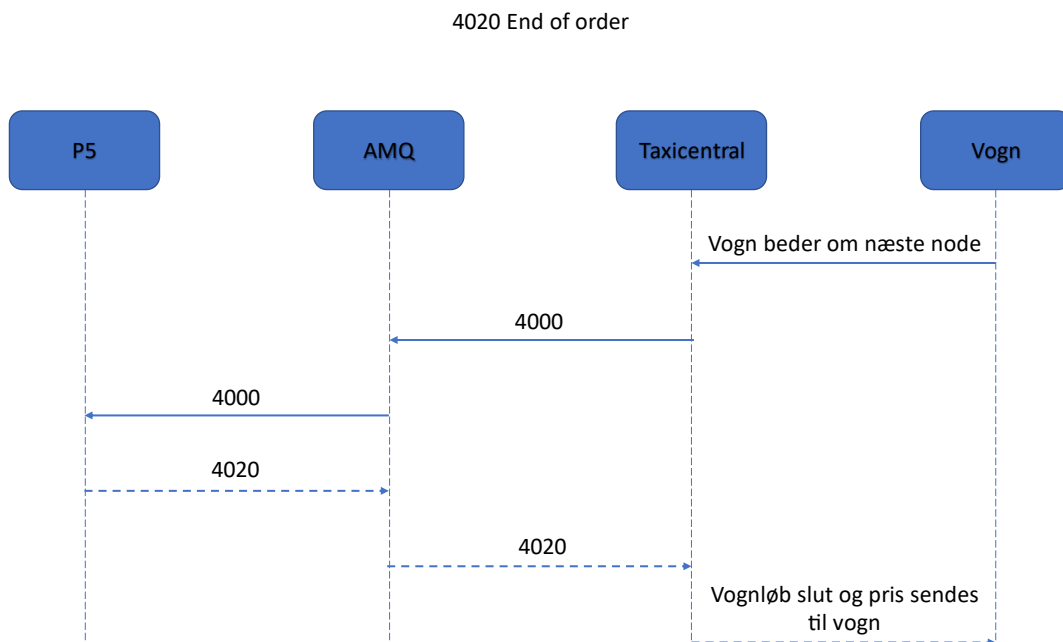 4020 End of order
P5
AMQ
Taxicentral
Vogn
Vogn beder om næste node
4000
4000
4020
4020
Vognløb slut og pris sendes
til vogn